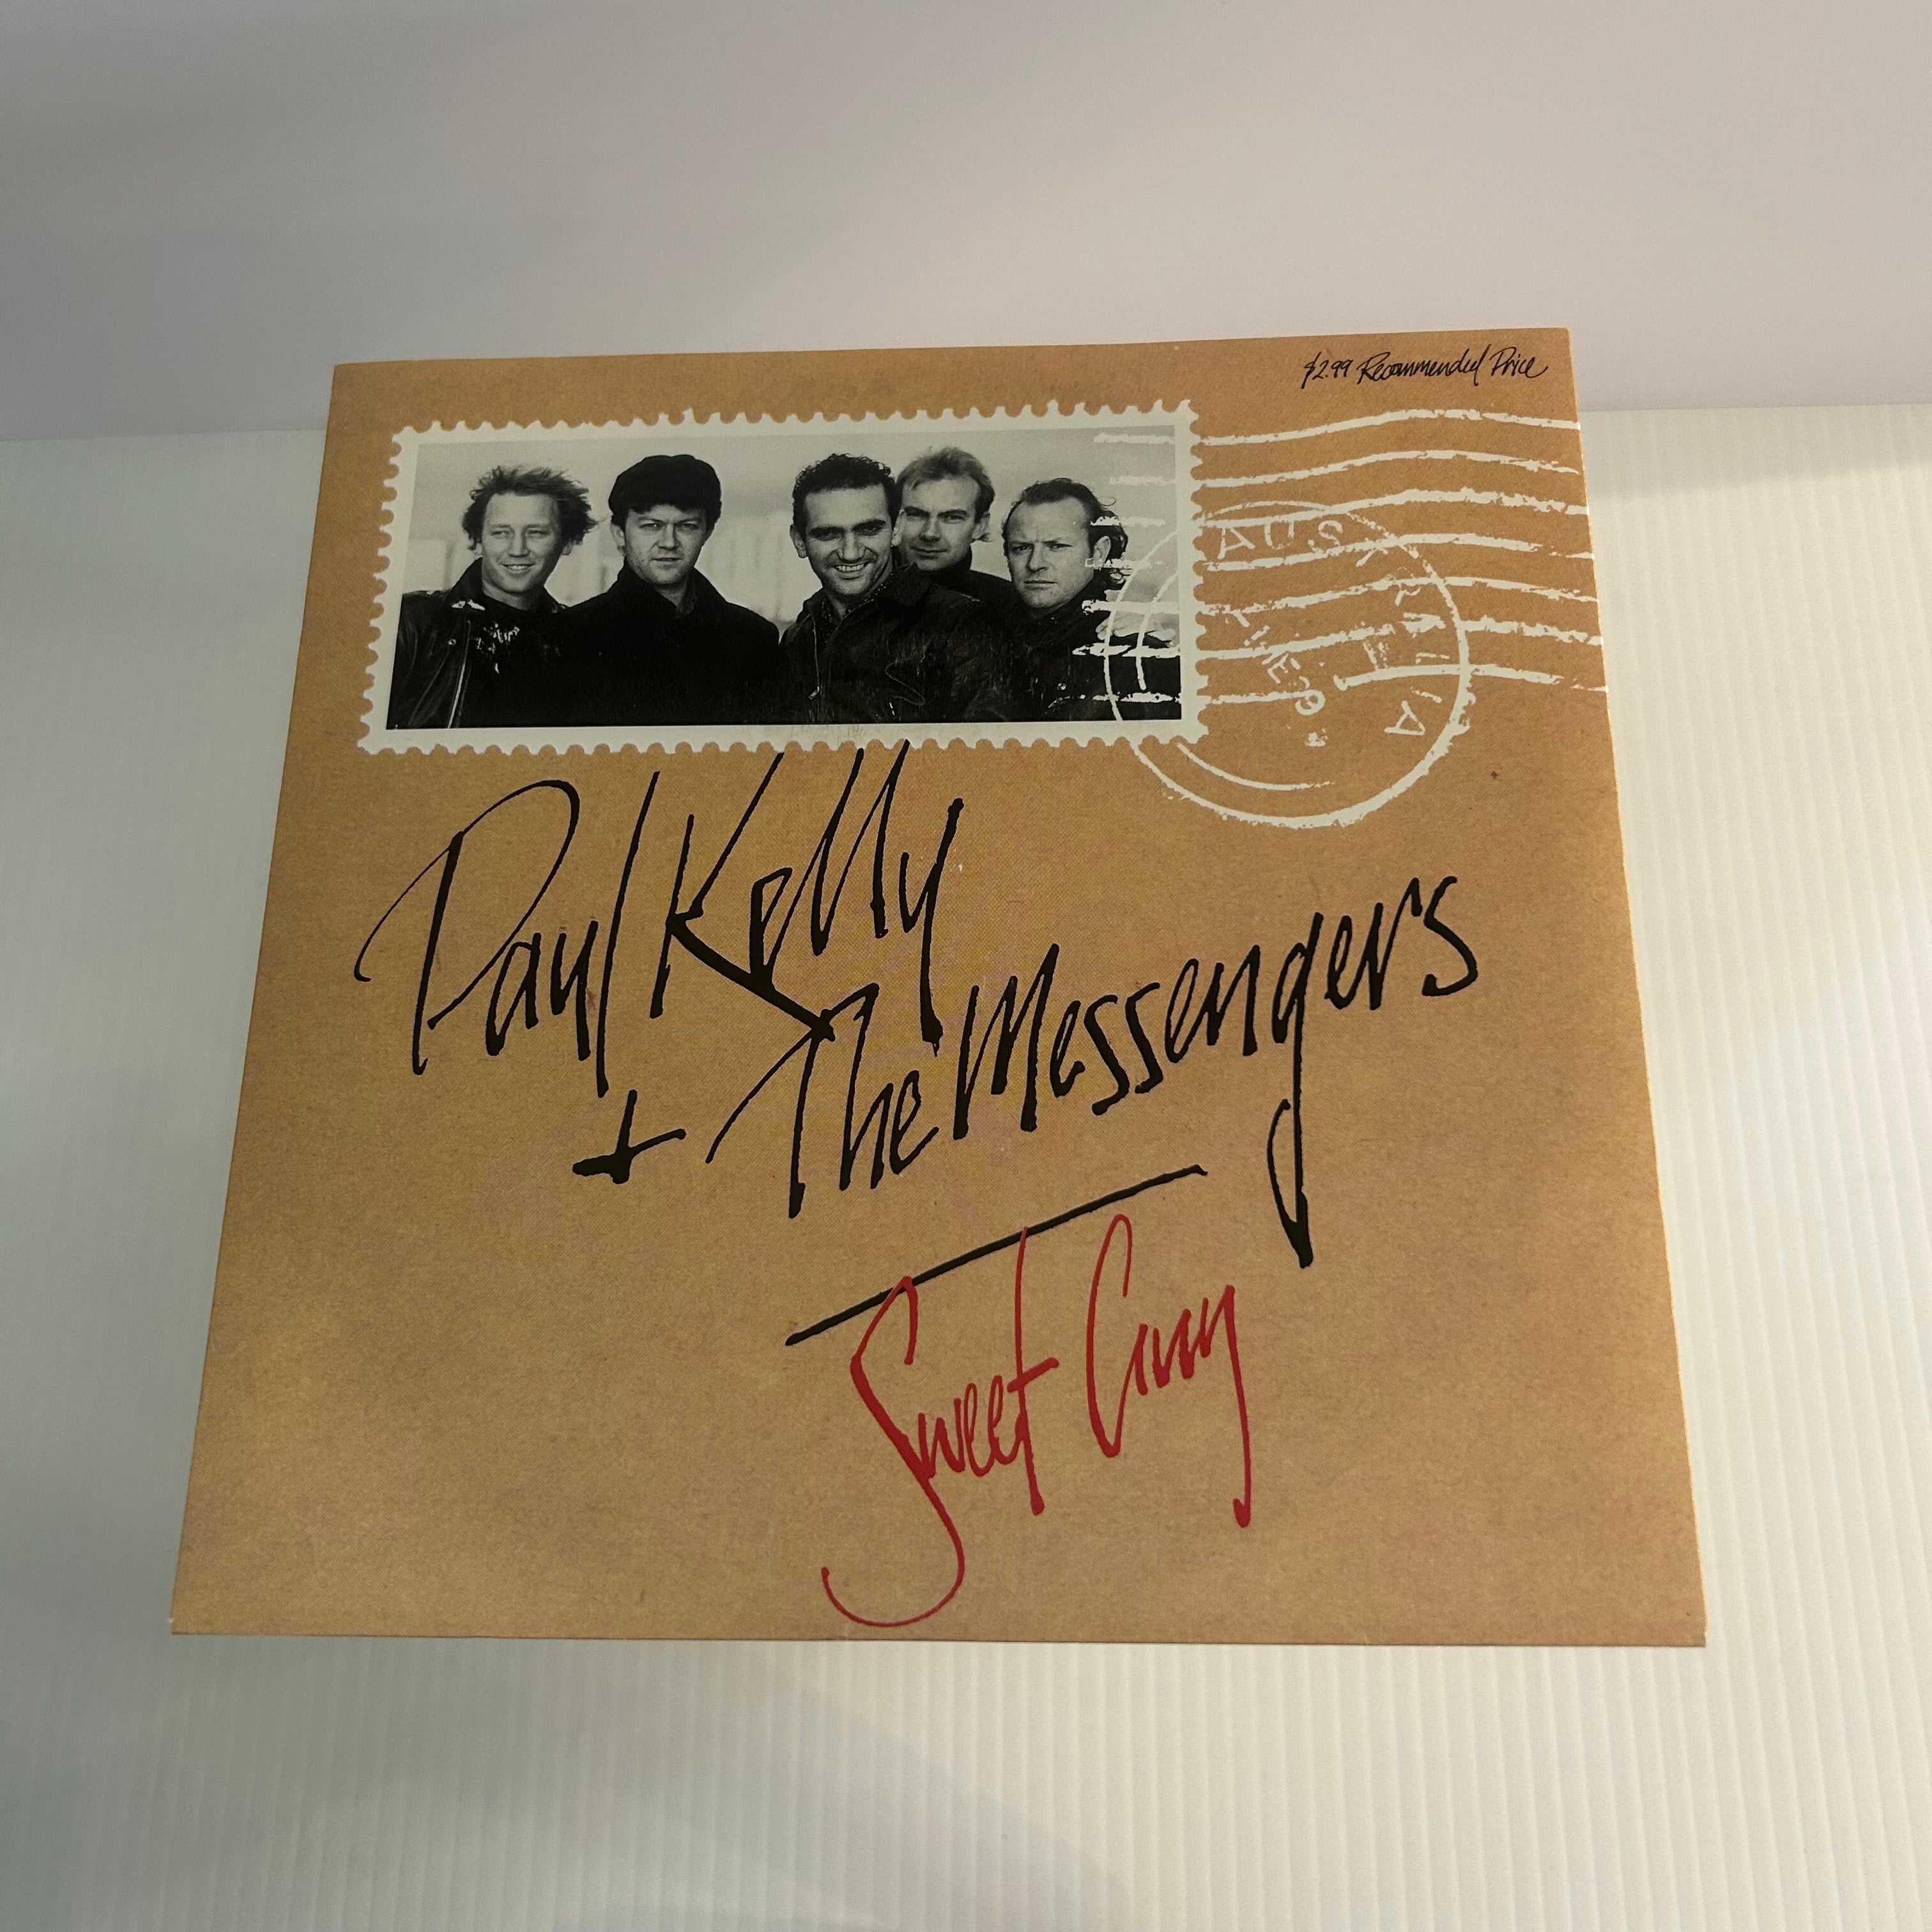 $2.99 Recommended Price
AUSTRALIA
Paul Kelly
+ The Messengers
Sweet Guy